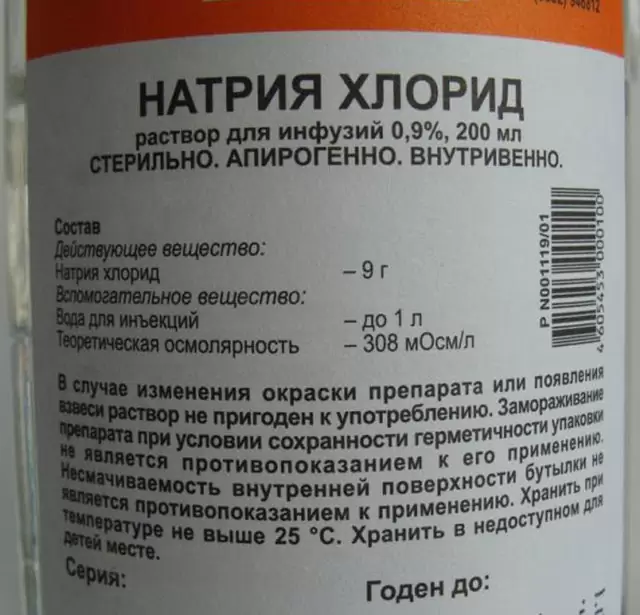 НАТРИЯ ХЛОРИД
раствор для инфузий 0,9%, 200 мл
СТЕРИЛЬНО. АПИРОГЕННО. ВНУТРИВЕННО.
Состав
Действующее вещество:
Натрия хлорид – 9 г
Вспомогательное вещество:
Вода для инъекций – до 1 л
Теоретическая осмолярность – 308 мОсм/л
В случае изменения окраски препарата или появления
взвеси раствор не пригоден к употреблению. Замораживание
препарата при условии сохранности герметичности упаковки
не является противопоказанием к его применению.
Несмачиваемость внутренней поверхности бутылки не
является противопоказанием к применению. Хранить при
температуре не выше 25 °С. Хранить в недоступном для
детей месте.
Серия:
Годен до:
P N001119/01
4 605453 000100